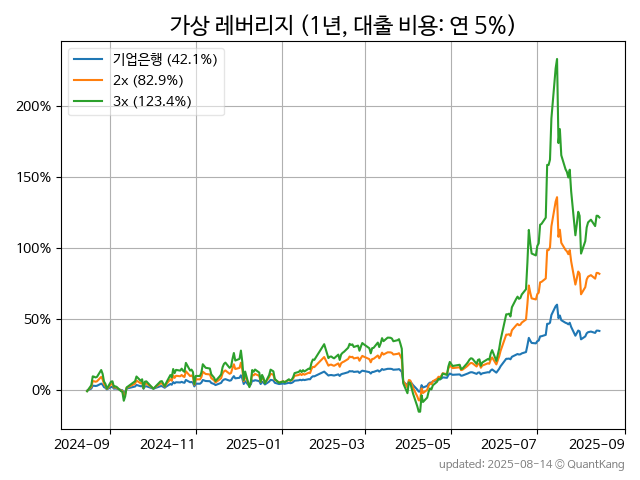 가상 레버리지 (1년, 대출 비용: 연 5%)
기업은행 (42.1%)
2x (82.9%)
3x (123.4%)
200%
150%
100%
50%
0%
2024-09 2024-11 2025-01 2025-03 2025-05 2025-07 2025-09
updated: 2025-08-14 © QuantKang